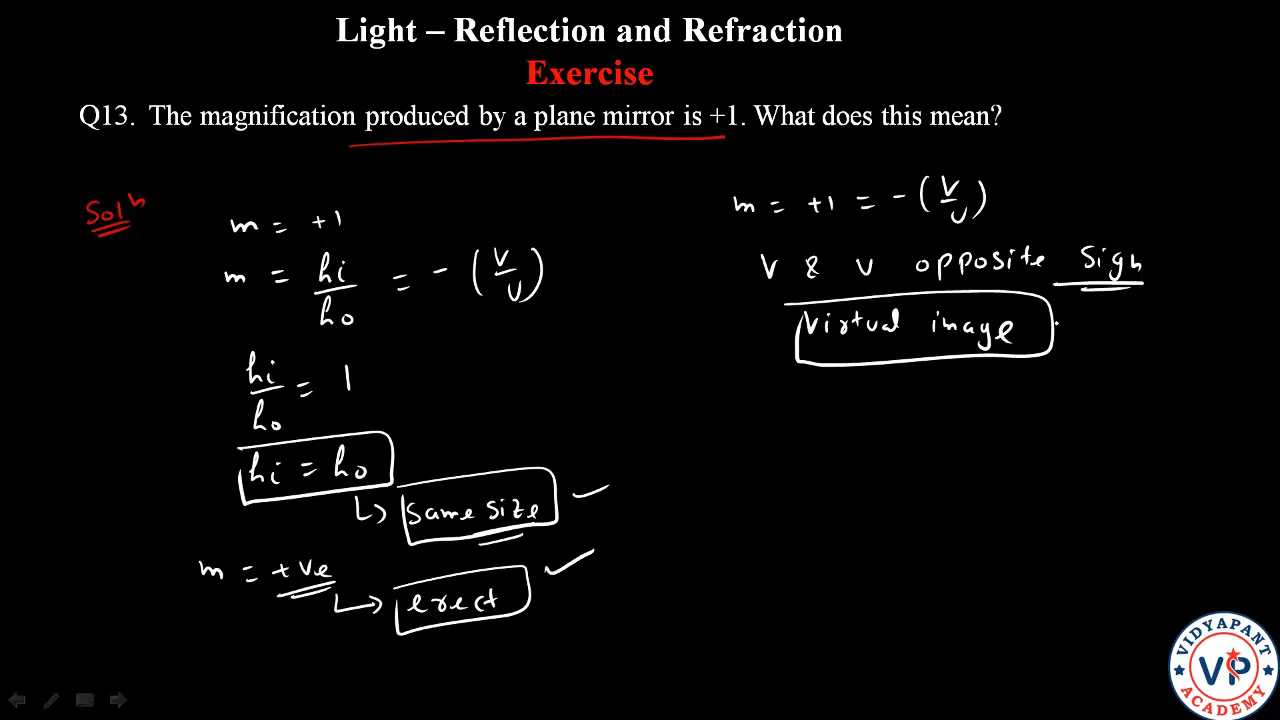 Light – Reflection and Refraction
Exercise
Q13. The magnification produced by a plane mirror is +1. What does this mean?
Solⁿ
m = +1
m = hi/ho = - (v/u)
hi/ho = 1
hi = ho
↳ same size ✓
m = +ve
↳ erect ✓
m = +1 = - (v/u)
v & u opposite Sign
Virtual image
VIDYAPANT
VP
ACADEMY